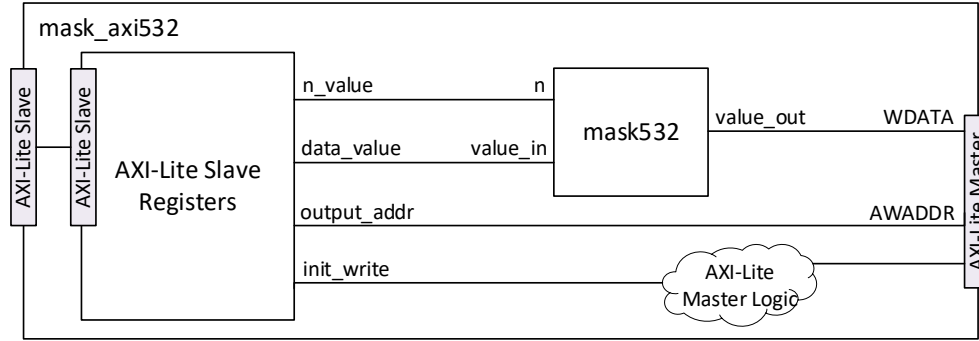 mask_axi532
AXI-Lite Slave
AXI-Lite Slave
AXI-Lite Slave
Registers
n_value
n
data_value
value_in
output_addr
init_write
mask532
value_out
WDATA
AWADDR
AXI-Lite
Master Logic
AXI-Lite Master